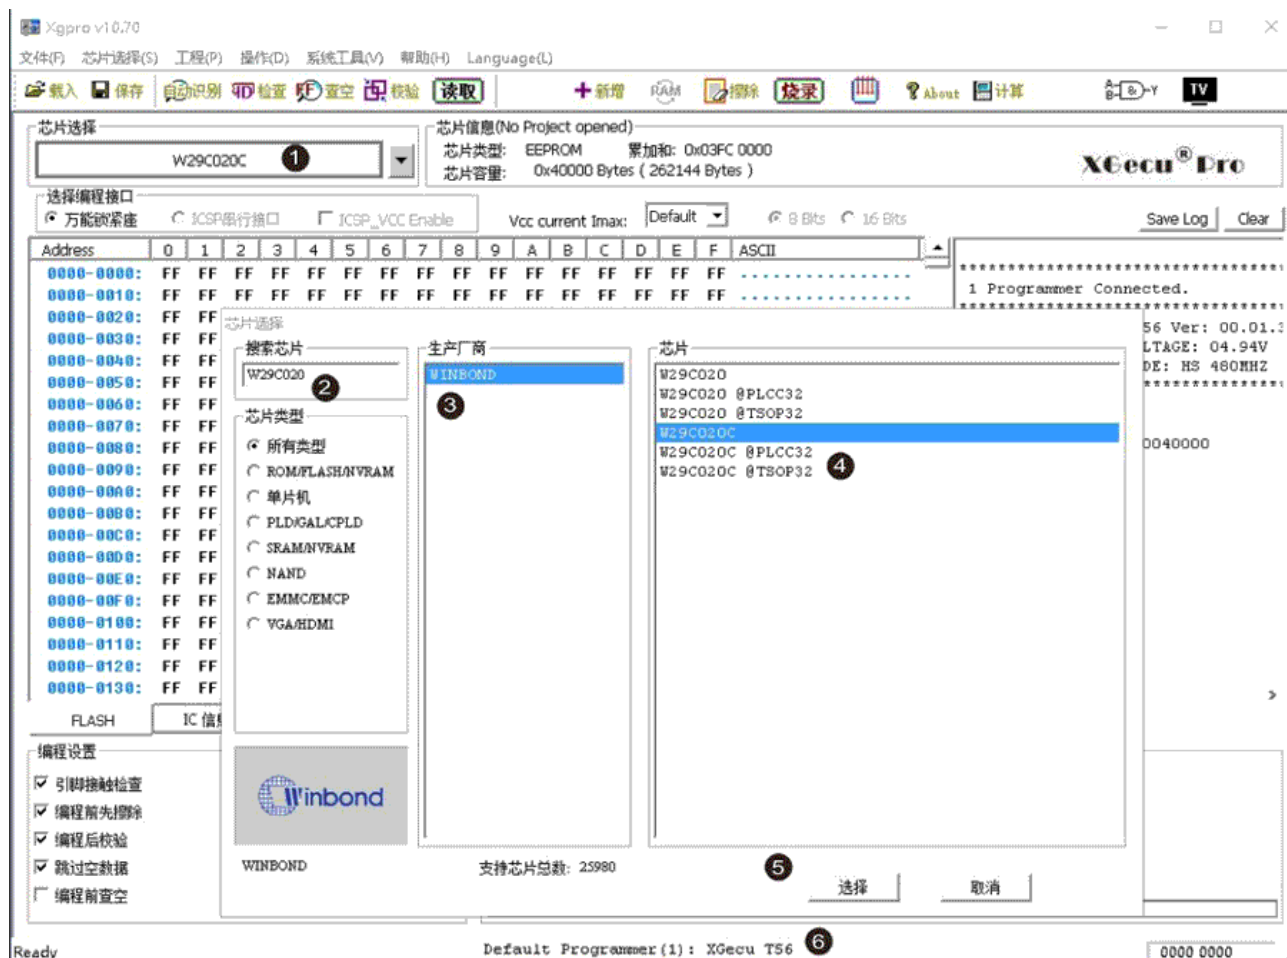 Xgpro v10.70
文件(F) 芯片选择(S) 工程(P) 操作(D) 系统工具(V) 帮助(H) Language(L)
载入 保存 自动识别 检查 查空 校验 读取 新增 RAM 擦除 烧录 About 计算 TV
芯片选择 芯片信息(No Project opened)
W29C020C 1 芯片类型: EEPROM 累加和: 0x03FC 0000
芯片容量: 0x40000 Bytes ( 262144 Bytes )
XGecu® Pro
选择编程接口
万能锁紧座 ICSP串行接口 ICSP_VCC Enable Vcc current Imax: Default 8 Bits 16 Bits Save Log Clear
Address 0 1 2 3 4 5 6 7 8 9 A B C D E F ASCII
0000-0000: FF FF FF FF FF FF FF FF FF FF FF FF FF FF FF FF ................
0000-0010: FF FF FF FF FF FF FF FF FF FF FF FF FF FF FF FF ................
0000-0020: FF FF
0000-0030: FF FF
0000-0040: FF FF
0000-0050: FF FF
0000-0060: FF FF
0000-0070: FF FF
0000-0080: FF FF
0000-0090: FF FF
0000-00A0: FF FF
0000-00B0: FF FF
0000-00C0: FF FF
0000-00D0: FF FF
0000-00E0: FF FF
0000-00F0: FF FF
0000-0100: FF FF
0000-0110: FF FF
0000-0120: FF FF
0000-0130: FF FF
1 Programmer Connected.
56 Ver: 00.01.3
LTAGE: 04.94V
DE: HS 480MHZ
0040000
芯片选择
搜索芯片
W29C020 2
芯片类型
所有类型
ROM/FLASH/NVRAM
单片机
PLD/GAL/CPLD
SRAM/NVRAM
NAND
EMMC/EMCP
VGA/HDMI
生产厂商
WINBOND
3
芯片
W29C020
W29C020 @PLCC32
W29C020 @TSOP32
W29C020C
W29C020C @PLCC32
W29C020C @TSOP32 4
Winbond
WINBOND 支持芯片总数: 25980 5
选择 取消
FLASH IC 信息
编程设置
引脚接触检查
编程前先擦除
编程后校验
跳过空数据
编程前查空
Ready Default Programmer(1): XGecu T56 6 0000 0000